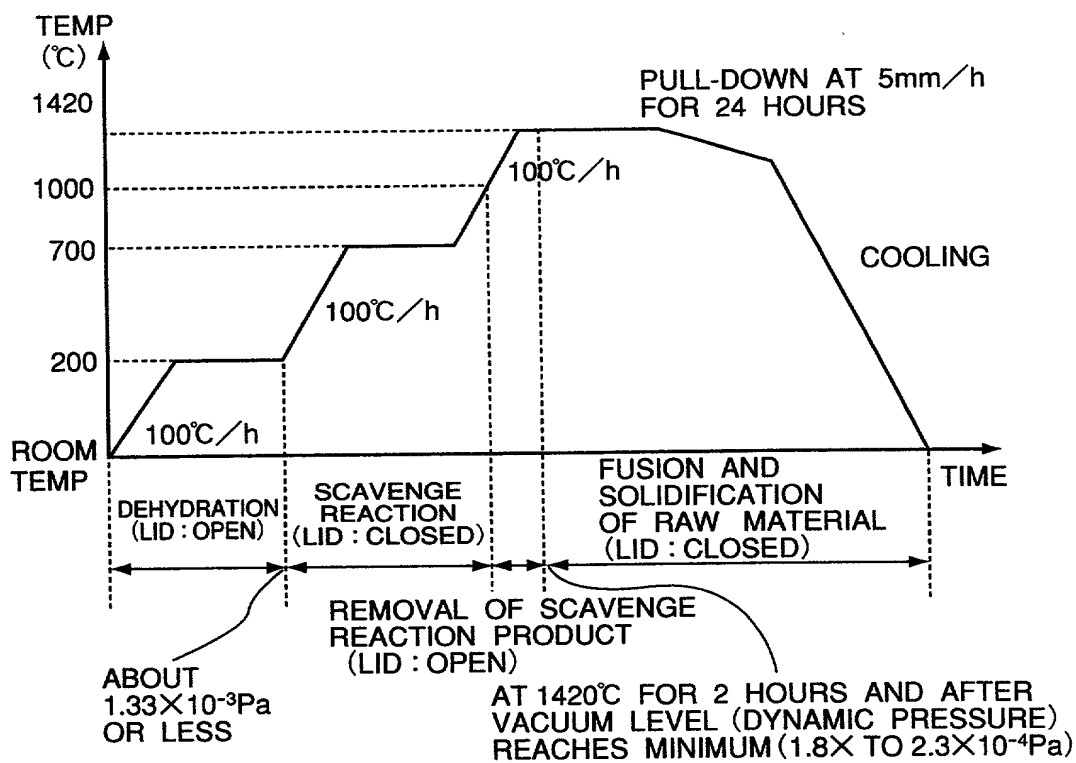 TEMP
(℃)
1420
1000
700
200
ROOM
TEMP
PULL-DOWN AT 5mm/h
FOR 24 HOURS
100℃/h
COOLING
100℃/h
100℃/h
TIME
DEHYDRATION
(LID : OPEN)
SCAVENGE
REACTION
(LID : CLOSED)
FUSION AND
SOLIDIFICATION
OF RAW MATERIAL
(LID : CLOSED)
REMOVAL OF SCAVENGE
REACTION PRODUCT
(LID : OPEN)
ABOUT
1.33×10⁻³Pa
OR LESS
AT 1420℃ FOR 2 HOURS AND AFTER
VACUUM LEVEL (DYNAMIC PRESSURE)
REACHES MINIMUM (1.8× TO 2.3×10⁻⁴Pa)